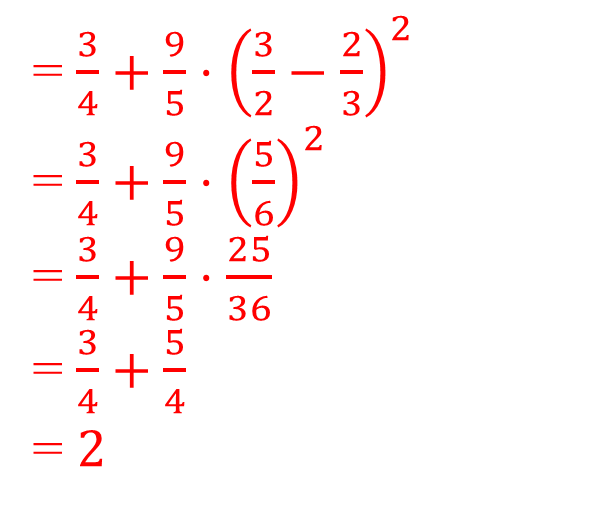 = 3/4 + 9/5 · (3/2 − 2/3)²
= 3/4 + 9/5 · (5/6)²
= 3/4 + 9/5 · 25/36
= 3/4 + 5/4
= 2